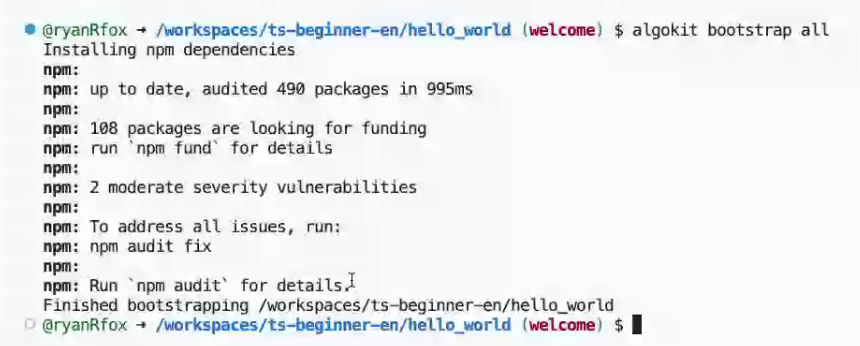 @ryanRfox → /workspaces/ts-beginner-en/hello_world (welcome) $ algokit bootstrap all
Installing npm dependencies
npm:
npm: up to date, audited 490 packages in 995ms
npm:
npm: 108 packages are looking for funding
npm: run `npm fund` for details
npm:
npm: 2 moderate severity vulnerabilities
npm:
npm: To address all issues, run:
npm: npm audit fix
npm:
npm: Run `npm audit` for details.
Finished bootstrapping /workspaces/ts-beginner-en/hello_world
@ryanRfox → /workspaces/ts-beginner-en/hello_world (welcome) $